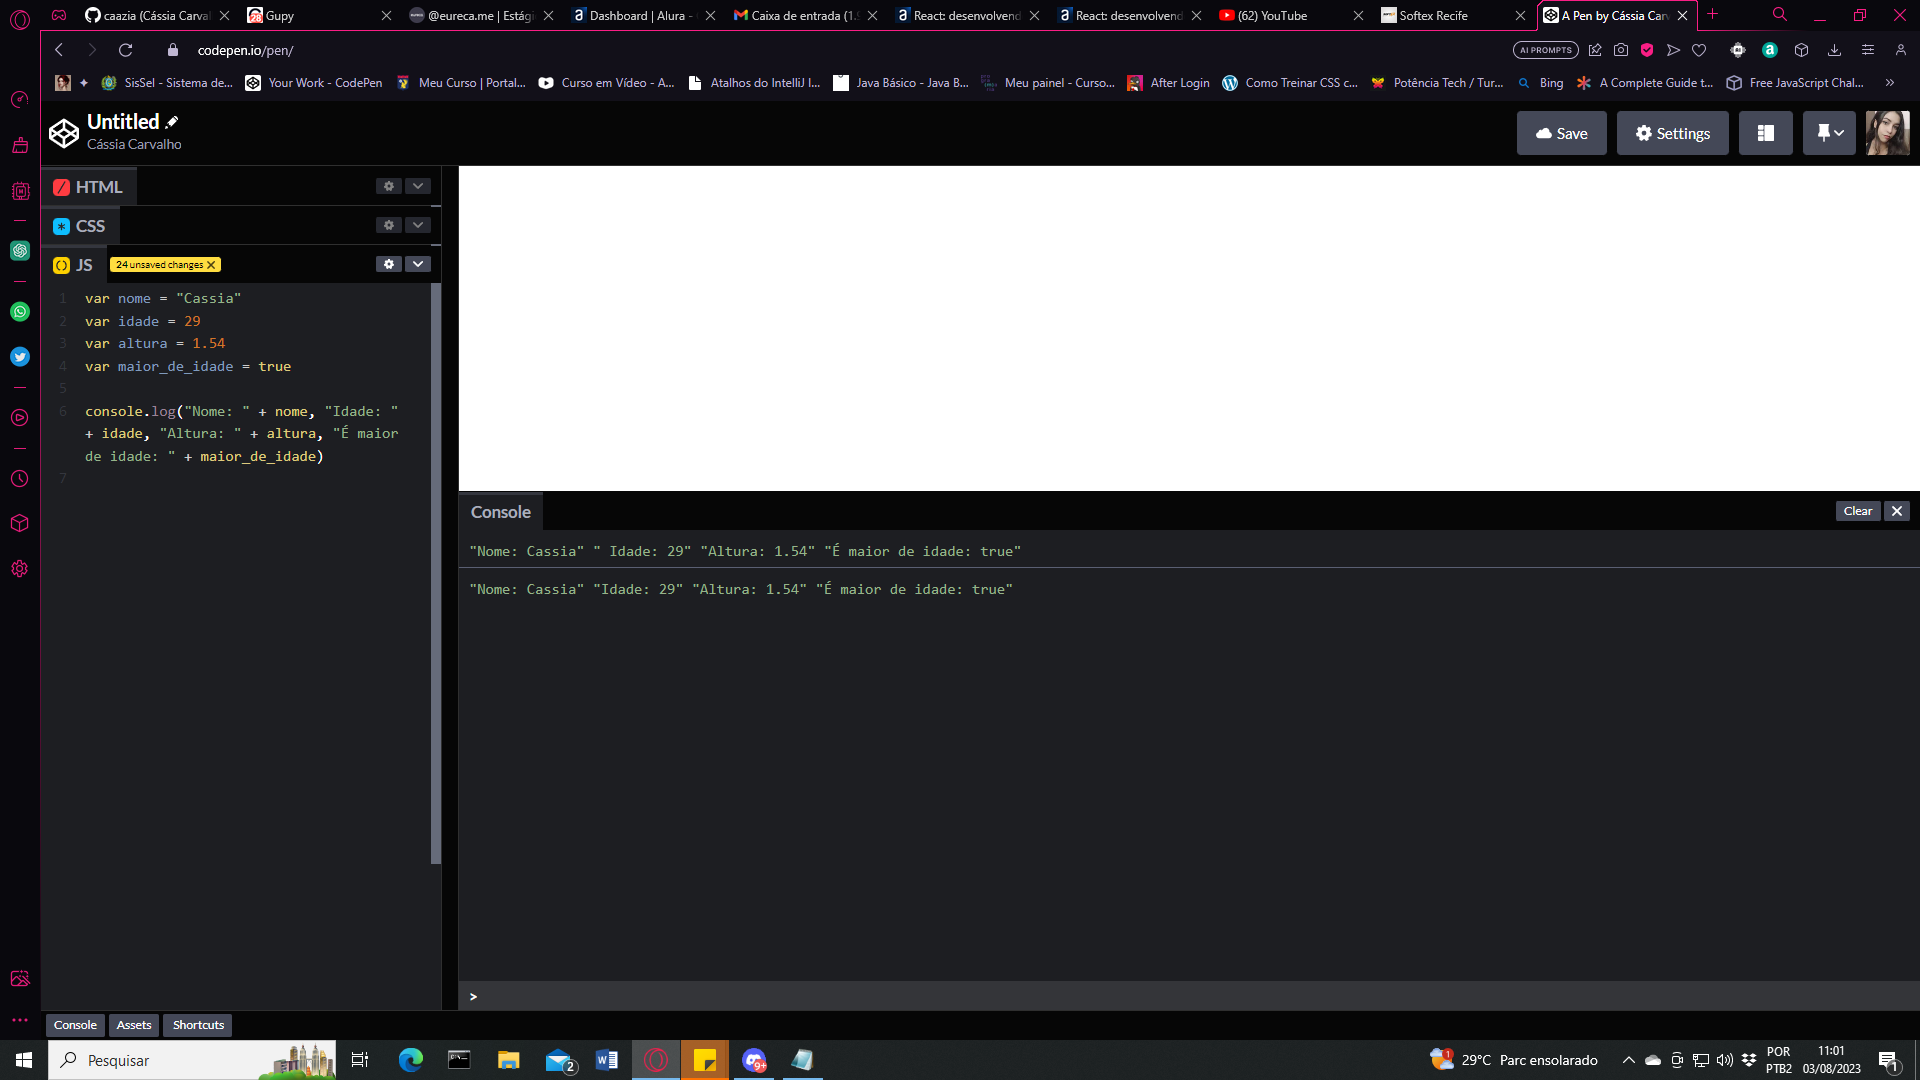 caazia (Cássia Carval
Gupy
@eureca.me | Estági
Dashboard | Alura -
Caixa de entrada (1.9
React: desenvolvend
React: desenvolvend
(62) YouTube
Softex Recife
A Pen by Cássia Car
codepen.io/pen/
AI PROMPTS
SisSel - Sistema de...
Your Work - CodePen
Meu Curso | Portal...
Curso em Vídeo - A...
Atalhos do IntelliJ I...
Java Básico - Java B...
Meu painel - Curso...
After Login
Como Treinar CSS c...
Potência Tech / Tur...
Bing
A Complete Guide t...
Free JavaScript Chal...
Untitled
Cássia Carvalho
Save
Settings
HTML
CSS
JS
24 unsaved changes X
1 var nome = "Cassia"
2 var idade = 29
3 var altura = 1.54
4 var maior_de_idade = true
5
6 console.log("Nome: " + nome, "Idade: "
+ idade, "Altura: " + altura, "É maior
de idade: " + maior_de_idade)
7
Console
Clear
"Nome: Cassia" " Idade: 29" "Altura: 1.54" "É maior de idade: true"
"Nome: Cassia" "Idade: 29" "Altura: 1.54" "É maior de idade: true"
>
Console
Assets
Shortcuts
Pesquisar
2
9+
1
29°C Parc ensolarado
POR
PTB2
11:01
03/08/2023
1